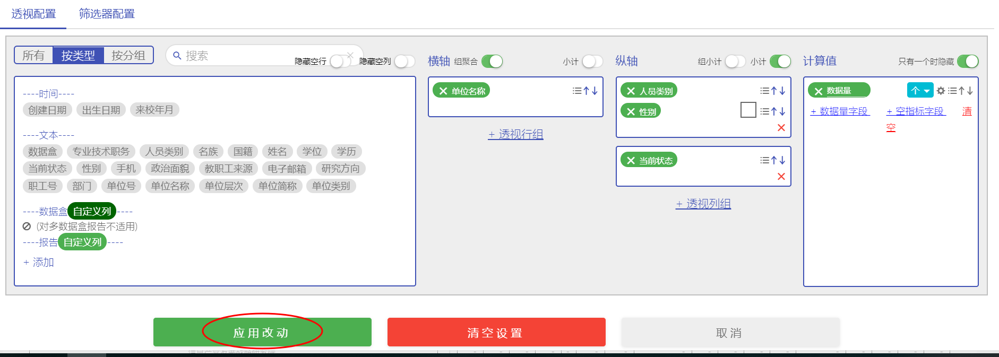 透视配置 筛选器配置
所有 按类型 按分组 搜索 隐藏空行 隐藏空列
横轴 组聚合 小计
纵轴 组小计 小计
计算值 只有一个时隐藏
----时间----
创建日期 出生日期 来校年月
----文本----
数据盒 专业技术职务 人员类别 名族 国籍 姓名 学位 学历
当前状态 性别 手机 政治面貌 教职工来源 电子邮箱 研究方向
职工号 部门 单位号 单位名称 单位层次 单位简称 单位类别
----数据盒 自定义列 ----
(对多数据盒报告不适用)
----报告 自定义列 ----
+ 添加
单位名称
+ 透视行组
人员类别
性别
当前状态
+ 透视列组
数据量 个
+ 数据量字段 + 空指标字段 清
空
应用改动 清空设置 取消